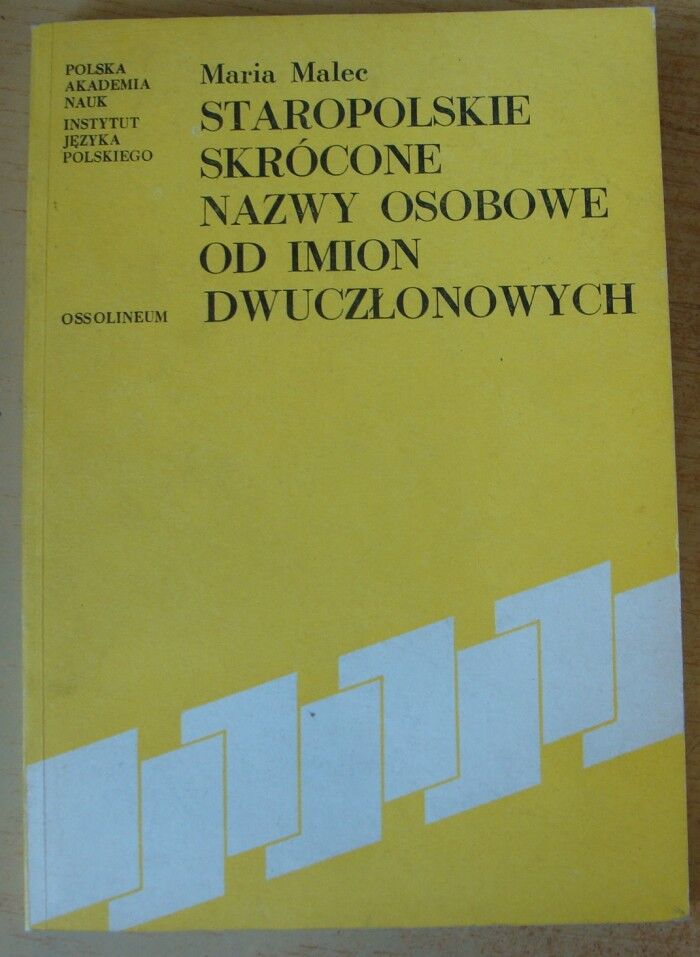 POLSKA
AKADEMIA
NAUK
INSTYTUT
JĘZYKA
POLSKIEGO
OSSOLINEUM
Maria Malec
STAROPOLSKIE
SKRÓCONE
NAZWY OSOBOWE
OD IMION
DWUCZŁONOWYCH